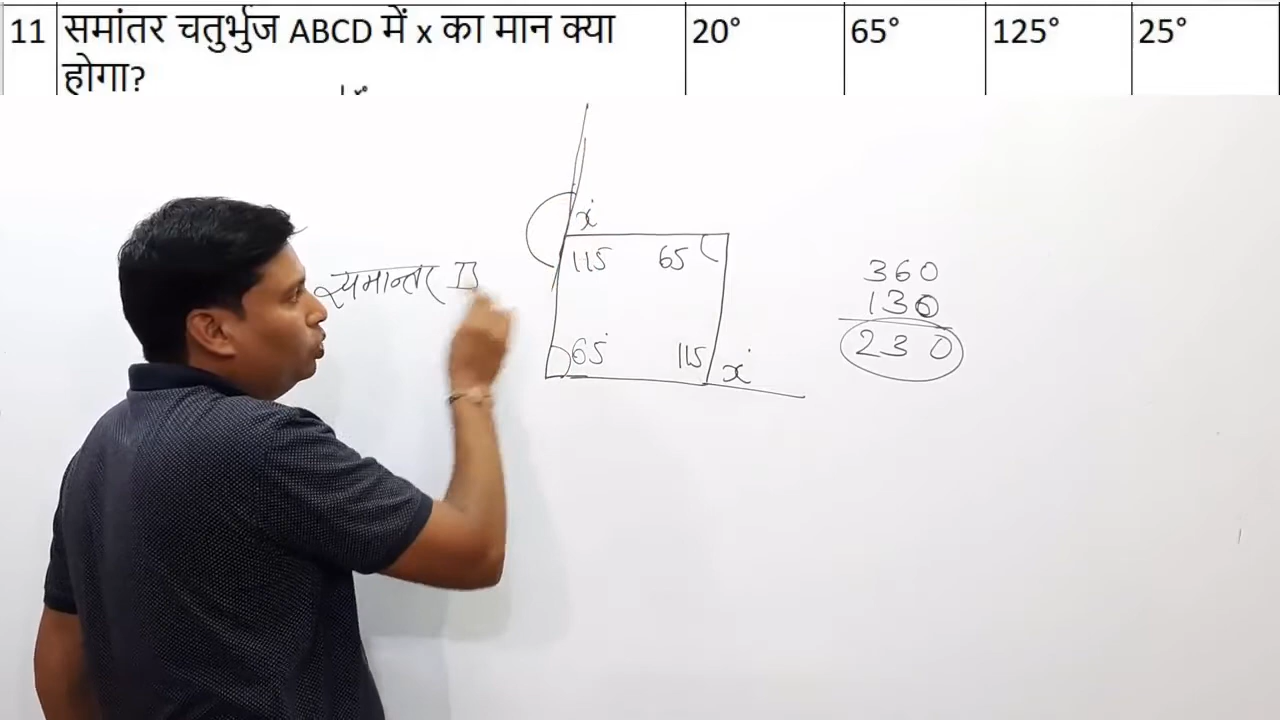 11 समांतर चतुर्भुज ABCD में x का मान क्या 20° 65° 125° 25°
होगा?
x°
समान्तर
115 65
65° 115 x°
360
130
230